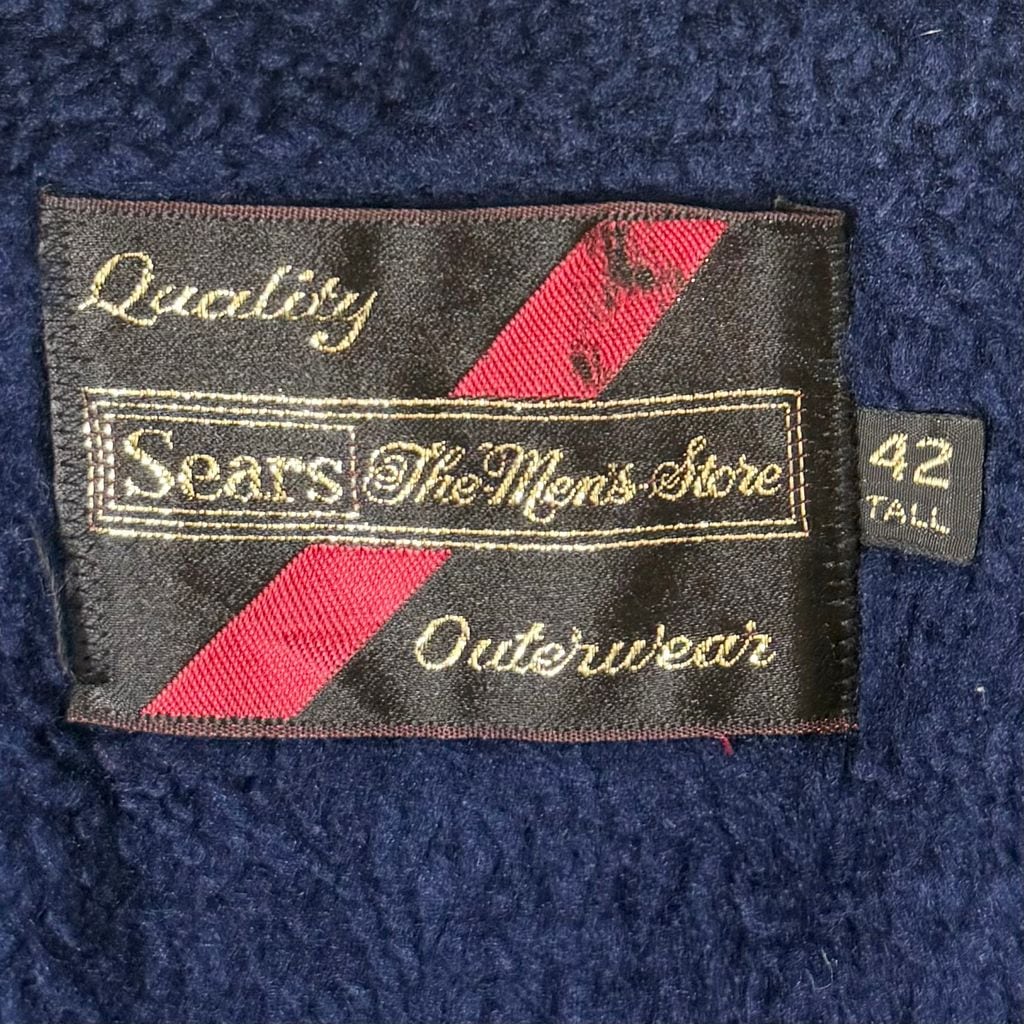 Quality
Sears The Men's Store
Outerwear
42
TALL